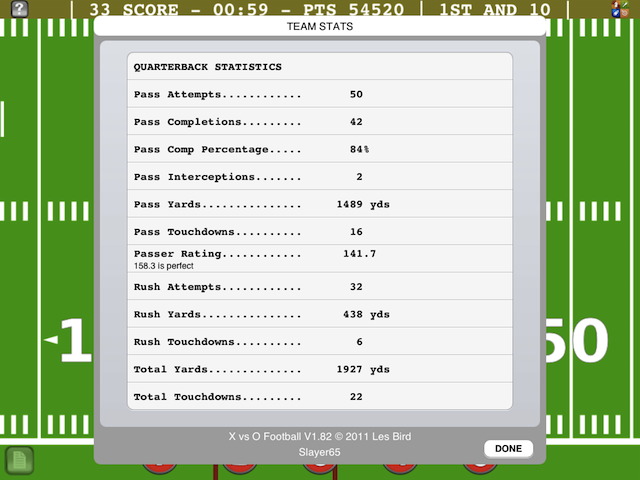 ? | 33 SCORE - 00:59 - PTS 54520 | 1ST AND 10 |
TEAM STATS
QUARTERBACK STATISTICS
Pass Attempts............ 50
Pass Completions......... 42
Pass Comp Percentage..... 84%
Pass Interceptions....... 2
Pass Yards............... 1489 yds
Pass Touchdowns.......... 16
Passer Rating............ 141.7
158.3 is perfect
Rush Attempts............ 32
Rush Yards............... 438 yds
Rush Touchdowns.......... 6
Total Yards.............. 1927 yds
Total Touchdowns......... 22
◄1 50
X vs O Football V1.82 © 2011 Les Bird
Slayer65
DONE